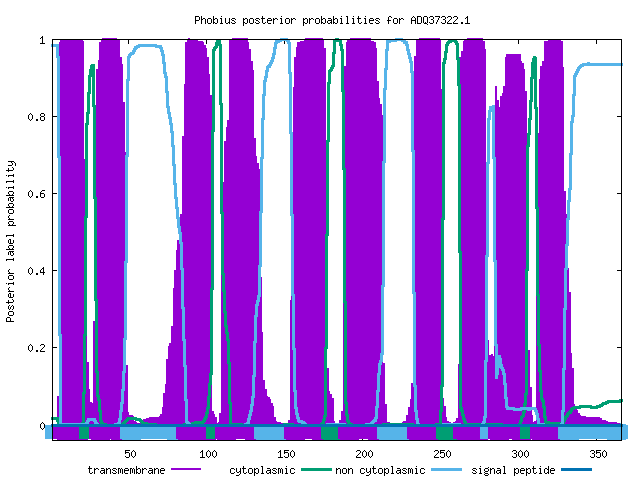 Phobius posterior probabilities for ADQ37322.1
1
0.8
0.6
0.4
0.2
0
Posterior label probability
50 100 150 200 250 300 350
transmembrane cytoplasmic non cytoplasmic signal peptide